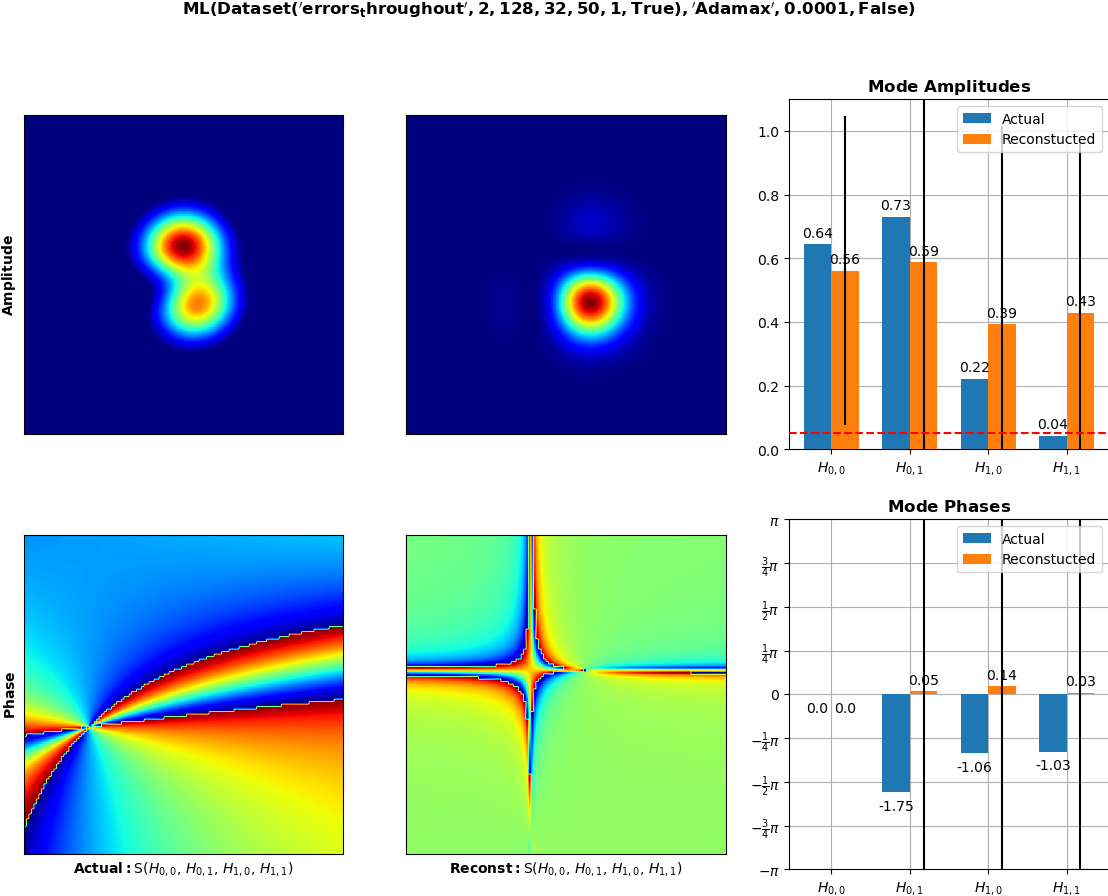 ML(Dataset('errors_throughout', 2, 128, 32, 50, 1, True), 'Adamax', 0.0001, False)
Mode Amplitudes
Actual
Reconstucted
1.0
0.8
0.6
0.4
0.2
0.0
0.64
0.56
0.73
0.59
0.22
0.39
0.04
0.43
H0,0
H0,1
H1,0
H1,1
Amplitude
Mode Phases
Actual
Reconstucted
π
3/4π
1/2π
1/4π
0
−1/4π
−1/2π
−3/4π
−π
0.0
0.0
-1.75
0.05
-1.06
0.14
-1.03
0.03
H0,0
H0,1
H1,0
H1,1
Phase
Actual: S(H0,0, H0,1, H1,0, H1,1)
Reconst: S(H0,0, H0,1, H1,0, H1,1)